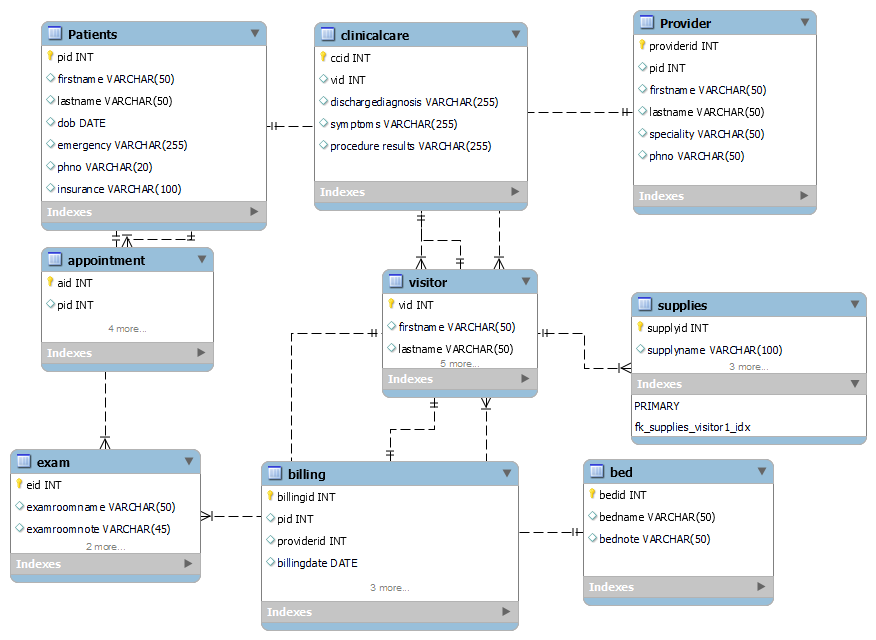 Patients
pid INT
firstname VARCHAR(50)
lastname VARCHAR(50)
dob DATE
emergency VARCHAR(255)
phno VARCHAR(20)
insurance VARCHAR(100)
Indexes
clinicalcare
ccid INT
vid INT
dischargediagnosis VARCHAR(255)
symptoms VARCHAR(255)
procedure results VARCHAR(255)
Indexes
Provider
providerid INT
pid INT
firstname VARCHAR(50)
lastname VARCHAR(50)
speciality VARCHAR(50)
phno VARCHAR(50)
Indexes
appointment
aid INT
pid INT
4 more...
Indexes
visitor
vid INT
firstname VARCHAR(50)
lastname VARCHAR(50)
5 more...
Indexes
supplies
supplyid INT
supplyname VARCHAR(100)
3 more...
Indexes
PRIMARY
fk_supplies_visitor1_idx
exam
eid INT
examroomname VARCHAR(50)
examroomnote VARCHAR(45)
2 more...
Indexes
billing
billingid INT
pid INT
providerid INT
billingdate DATE
3 more...
Indexes
bed
bedid INT
bedname VARCHAR(50)
bednote VARCHAR(50)
Indexes